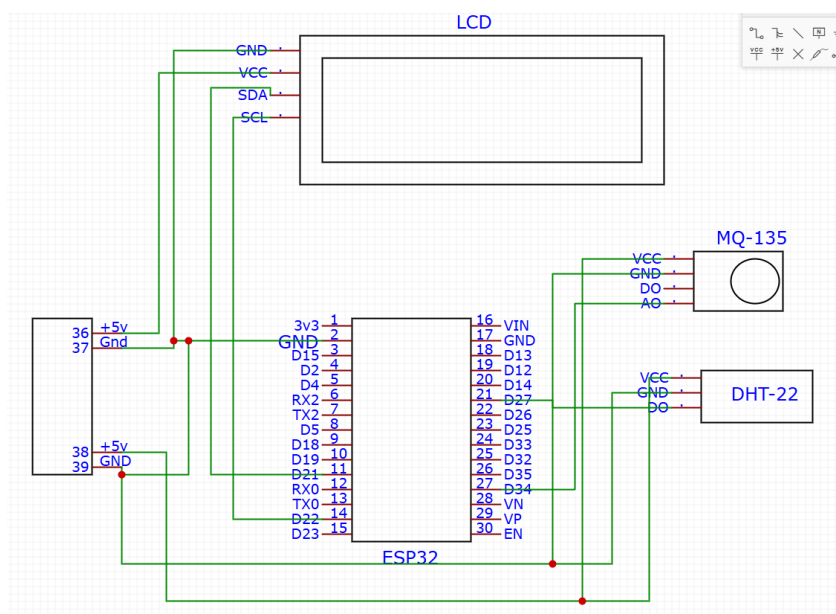 LCD
GND
VCC
SDA
SCL
N
VCC +5V
MQ-135
VCC
GND
DO
AO
36 +5v
37 Gnd
38 +5v
39 GND
3v3 1
GND 2
D15 3
D2 4
D4 5
RX2 6
TX2 7
D5 8
D18 9
D19 10
D21 11
RX0 12
TX0 13
D22 14
D23 15
16 VIN
17 GND
18 D13
19 D12
20 D14
21 D27
22 D26
23 D25
24 D33
25 D32
26 D35
27 D34
28 VN
29 VP
30 EN
ESP32
VCC
GND
DO
DHT-22